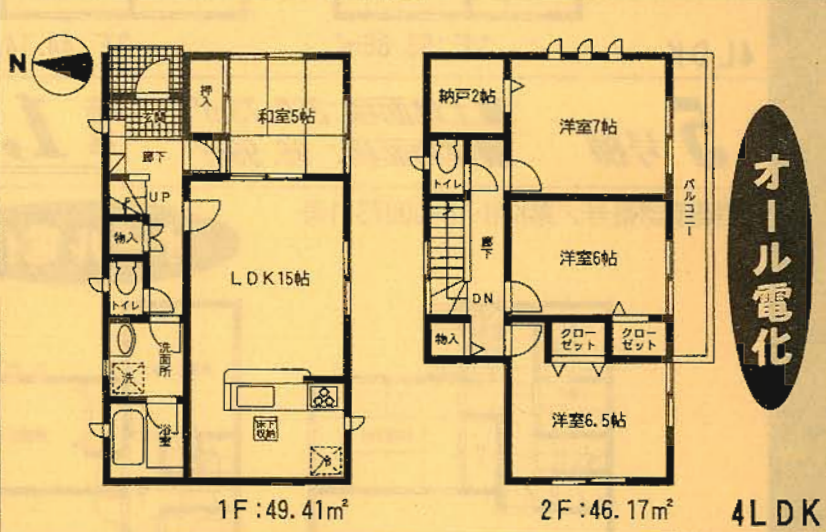 N
押入
和室5帖
玄関
廊下
UP
物入
LDK15帖
トイレ
洗面所
洗
浴室
床下
収納
冷
1F:49.41㎡
納戸2帖
洋室7帖
トイレ
バルコニー
廊下
洋室6帖
DN
物入
クロー
ゼット
クロー
ゼット
洋室6.5帖
2F:46.17㎡
オール電化
4LDK